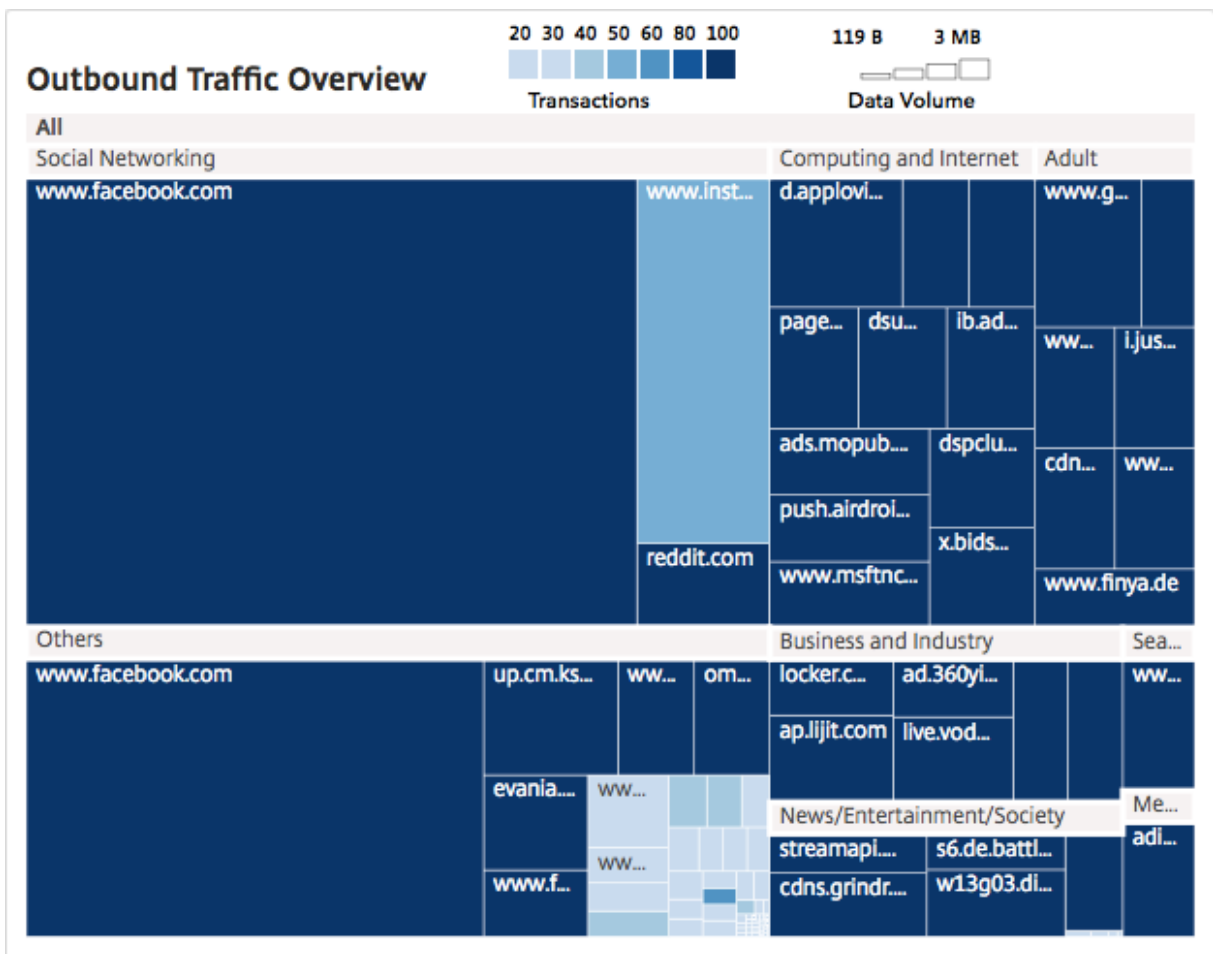 20 30 40 50 60 80 100
119 B 3 MB
Outbound Traffic Overview
Transactions
Data Volume
All
Social Networking
Computing and Internet
Adult
www.facebook.com
www.inst...
d.applovi...
www.g...
page...
dsu...
ib.ad...
ww...
i.jus...
ads.mopub....
dspclu...
cdn...
ww...
push.airdroi...
x.bids...
reddit.com
www.msftnc...
www.finya.de
Others
Business and Industry
Sea...
www.facebook.com
up.cm.ks...
ww...
om...
locker.c...
ad.360yi...
ww...
ap.lijit.com
live.vod...
evania....
ww...
News/Entertainment/Society
Me...
streamapi....
s6.de.battl...
adi...
ww...
www.f...
cdns.grindr....
w13g03.di...